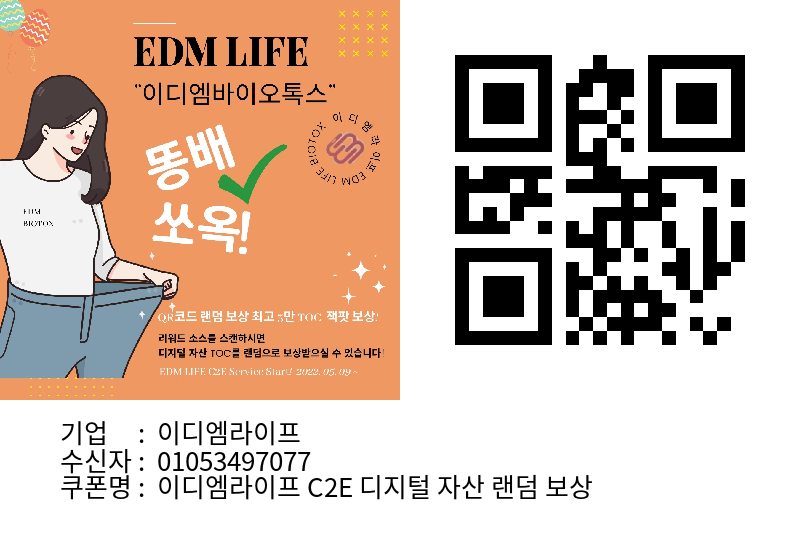 EDM LIFE
"이디엠바이오톡스"
이디엠라이프 EDM LIFE BIOTOX
똥배
쏘옥!
EDM
BIOTOX
QR코드 랜덤 보상 최고 5만 TOC 잭팟 보상!
리워드 소스를 스캔하시면
디지털 자산 TOC를 랜덤으로 보상받으실 수 있습니다!
EDM LIFE C2E Service Start! 2022. 05. 09 ~
기업 : 이디엠라이프
수신자 : 01053497077
쿠폰명 : 이디엠라이프 C2E 디지털 자산 랜덤 보상